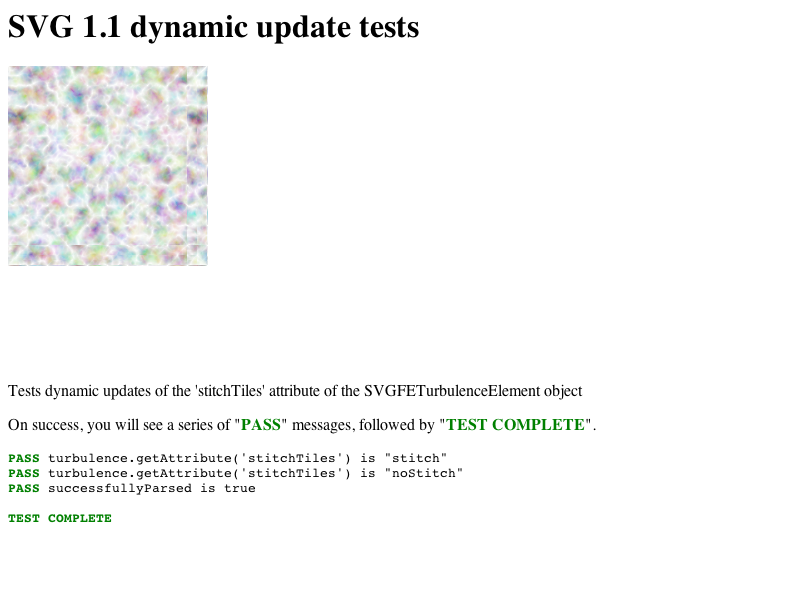 SVG 1.1 dynamic update tests
Tests dynamic updates of the 'stitchTiles' attribute of the SVGFETurbulenceElement object
On success, you will see a series of "PASS" messages, followed by "TEST COMPLETE".
PASS turbulence.getAttribute('stitchTiles') is "stitch"
PASS turbulence.getAttribute('stitchTiles') is "noStitch"
PASS successfullyParsed is true
TEST COMPLETE